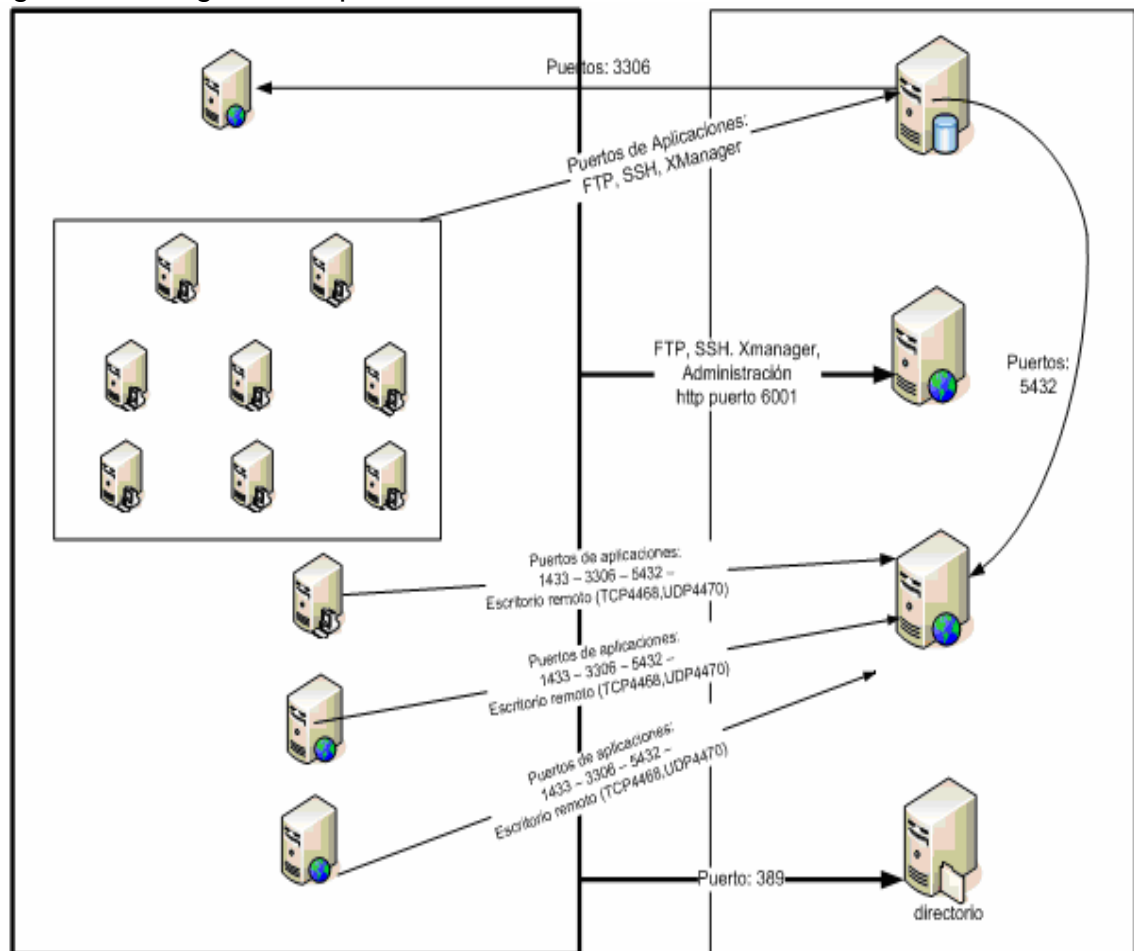 Puertos: 3306
Puertos de Aplicaciones:
FTP, SSH, XManager
FTP, SSH. Xmanager,
Administración
http puerto 6001
Puertos:
5432
Puertos de aplicaciones:
1433 – 3306 – 5432 –
Escritorio remoto (TCP4468,UDP4470)
Puertos de aplicaciones:
1433 – 3306 – 5432 –
Escritorio remoto (TCP4468,UDP4470)
Puertos de aplicaciones:
1433 – 3306 – 5432 –
Escritorio remoto (TCP4468,UDP4470)
Puerto: 389
directorio